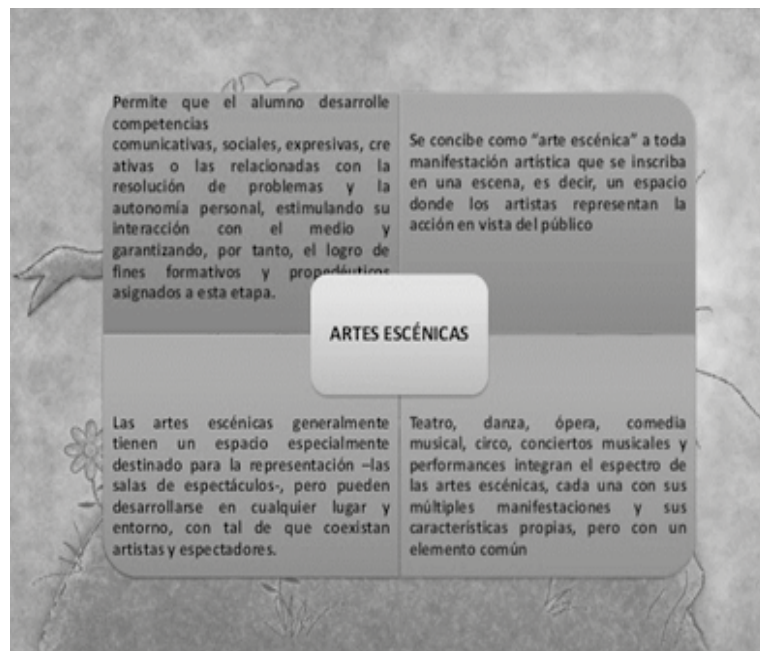 Permite que el alumno desarrolle
competencias
comunicativas, sociales, expresivas, cre
ativas o las relacionadas con la
resolución de problemas y la
autonomía personal, estimulando su
interacción con el medio y
garantizando, por tanto, el logro de
fines formativos y propedéuticos
asignados a esta etapa.
Se concibe como “arte escénica” a toda
manifestación artística que se inscriba
en una escena, es decir, un espacio
donde los artistas representan la
acción en vista del público
ARTES ESCÉNICAS
Las artes escénicas generalmente
tienen un espacio especialmente
destinado para la representación –las
salas de espectáculos-, pero pueden
desarrollarse en cualquier lugar y
entorno, con tal de que coexistan
artistas y espectadores.
Teatro, danza, ópera, comedia
musical, circo, conciertos musicales y
performances integran el espectro de
las artes escénicas, cada una con sus
múltiples manifestaciones y sus
características propias, pero con un
elemento común